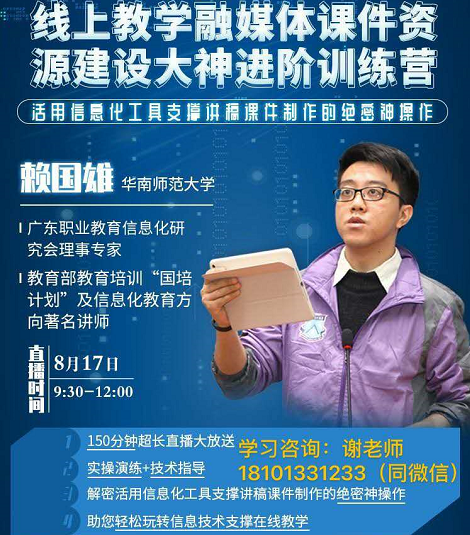 线上教学融媒体课件资
源建设大神进阶训练营
活用信息化工具支撑讲稿课件制作的绝密神操作
赖国雄 华南师范大学
广东职业教育信息化研
究会理事专家
教育部教育培训“国培
计划”及信息化教育方
向著名讲师
直播时间
8月17日
9:30-12:00
1 150分钟超长直播大放送
2 实操演练+技术指导
3 解密活用信息化工具支撑讲稿课件制作的绝密神操作
4 助您轻松玩转信息技术支撑在线教学
学习咨询：谢老师
18101331233（同微信）